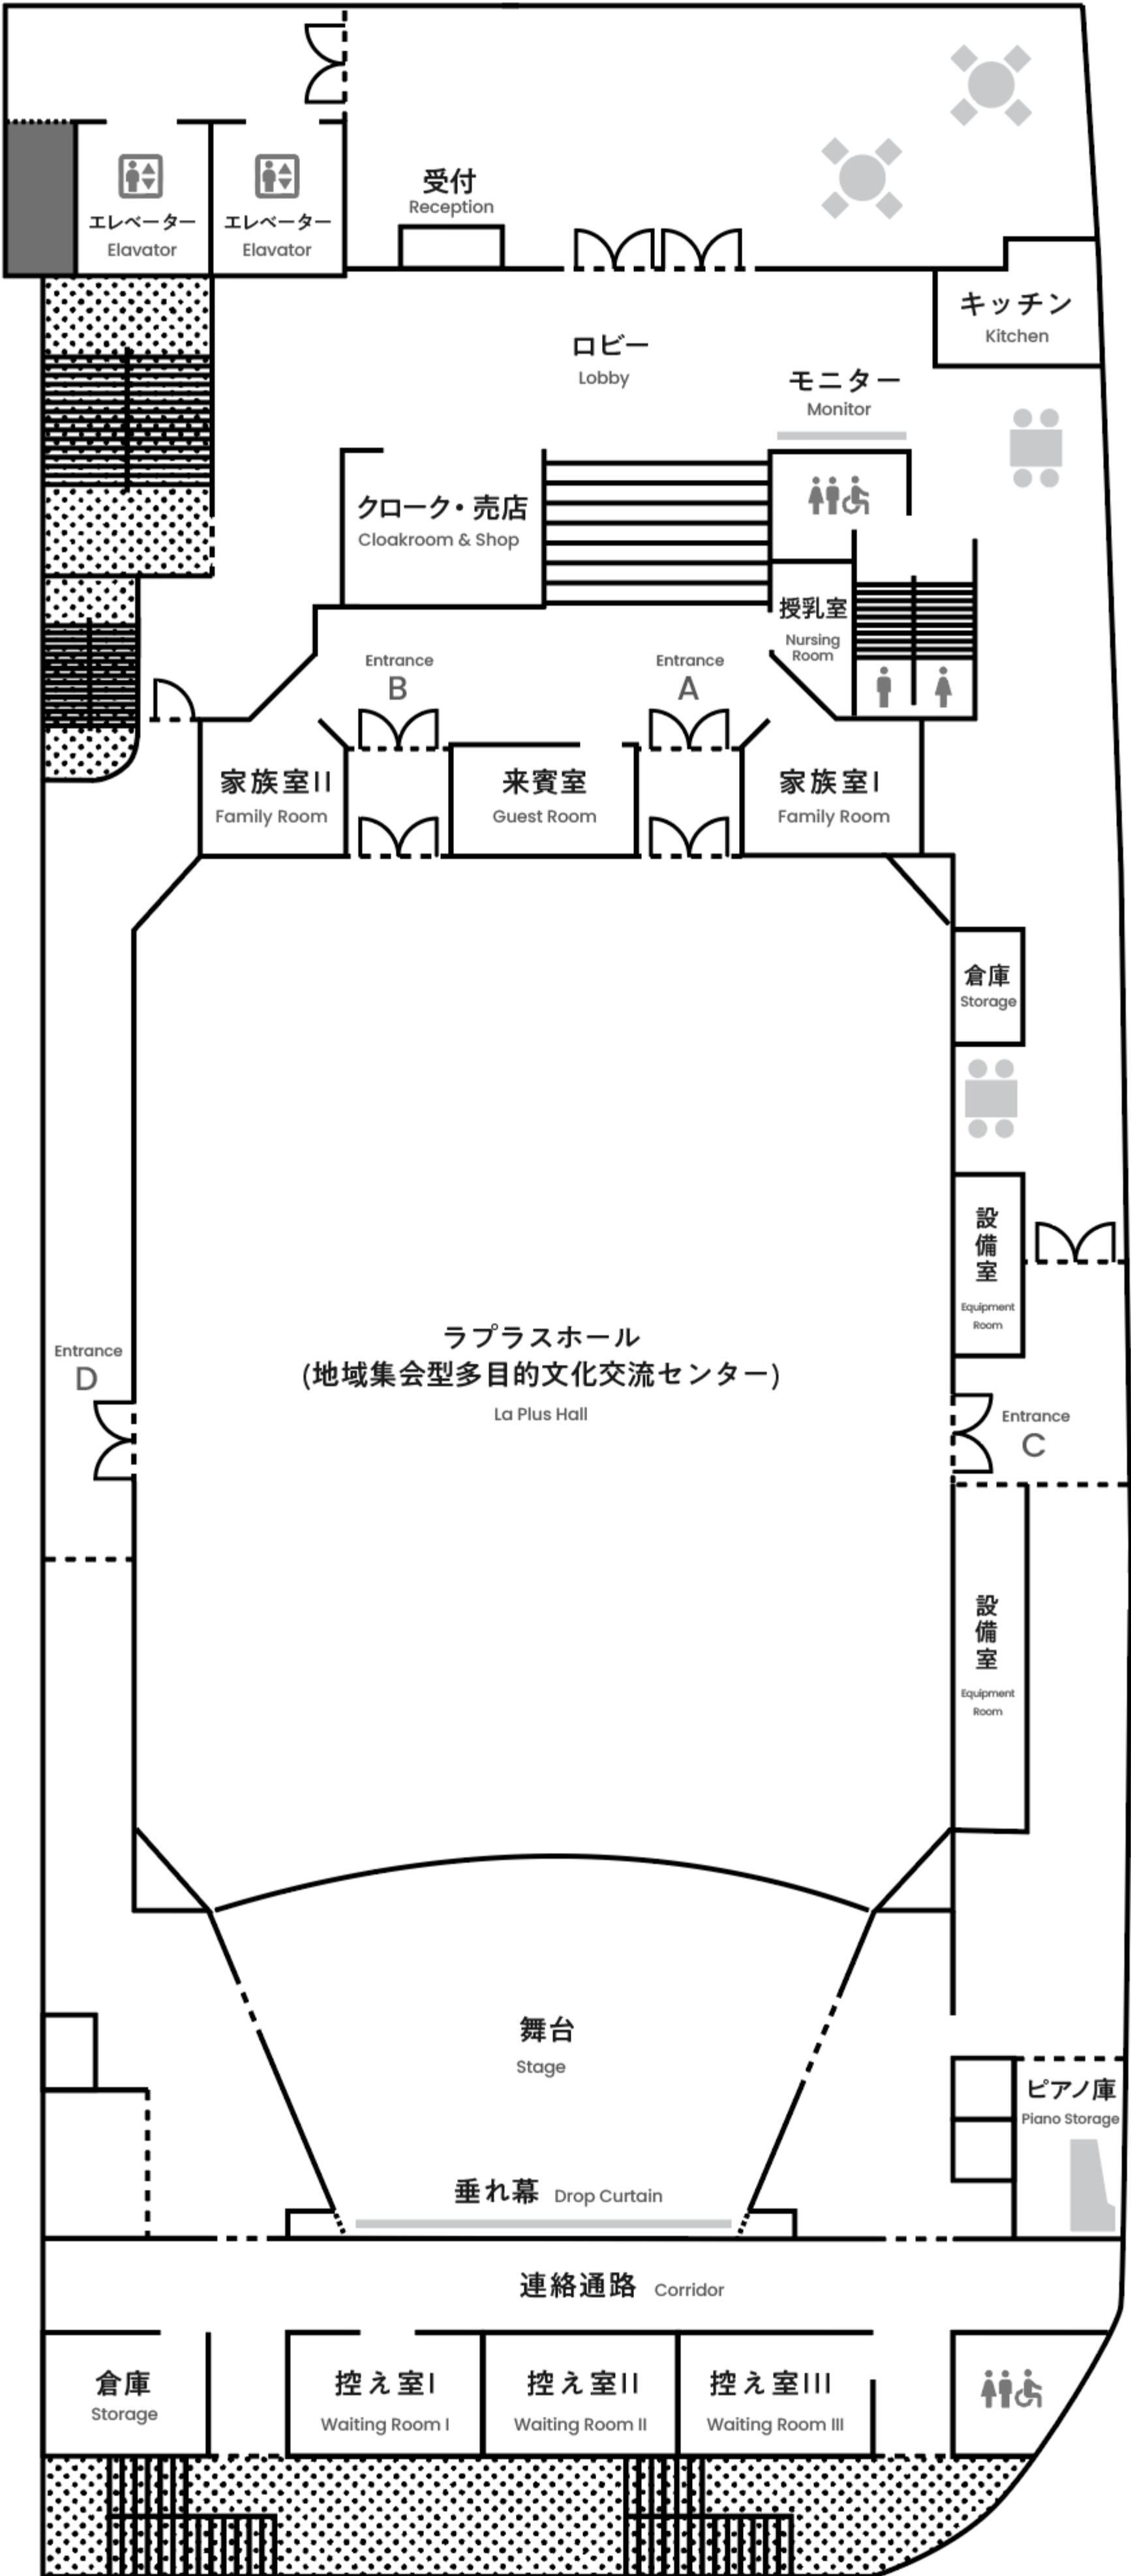 受付
Reception
エレベーター
Elavator
エレベーター
Elavator
キッチン
Kitchen
ロビー
Lobby
モニター
Monitor
クローク・売店
Cloakroom & Shop
授乳室
Nursing
Room
Entrance
B
Entrance
A
家族室II
Family Room
来賓室
Guest Room
家族室I
Family Room
倉庫
Storage
設
備
室
Equipment
Room
ラプラスホール
(地域集会型多目的文化交流センター)
La Plus Hall
Entrance
D
Entrance
C
設
備
室
Equipment
Room
舞台
Stage
ピアノ庫
Piano Storage
垂れ幕 Drop Curtain
連絡通路 Corridor
倉庫
Storage
控え室I
Waiting Room I
控え室II
Waiting Room II
控え室III
Waiting Room III